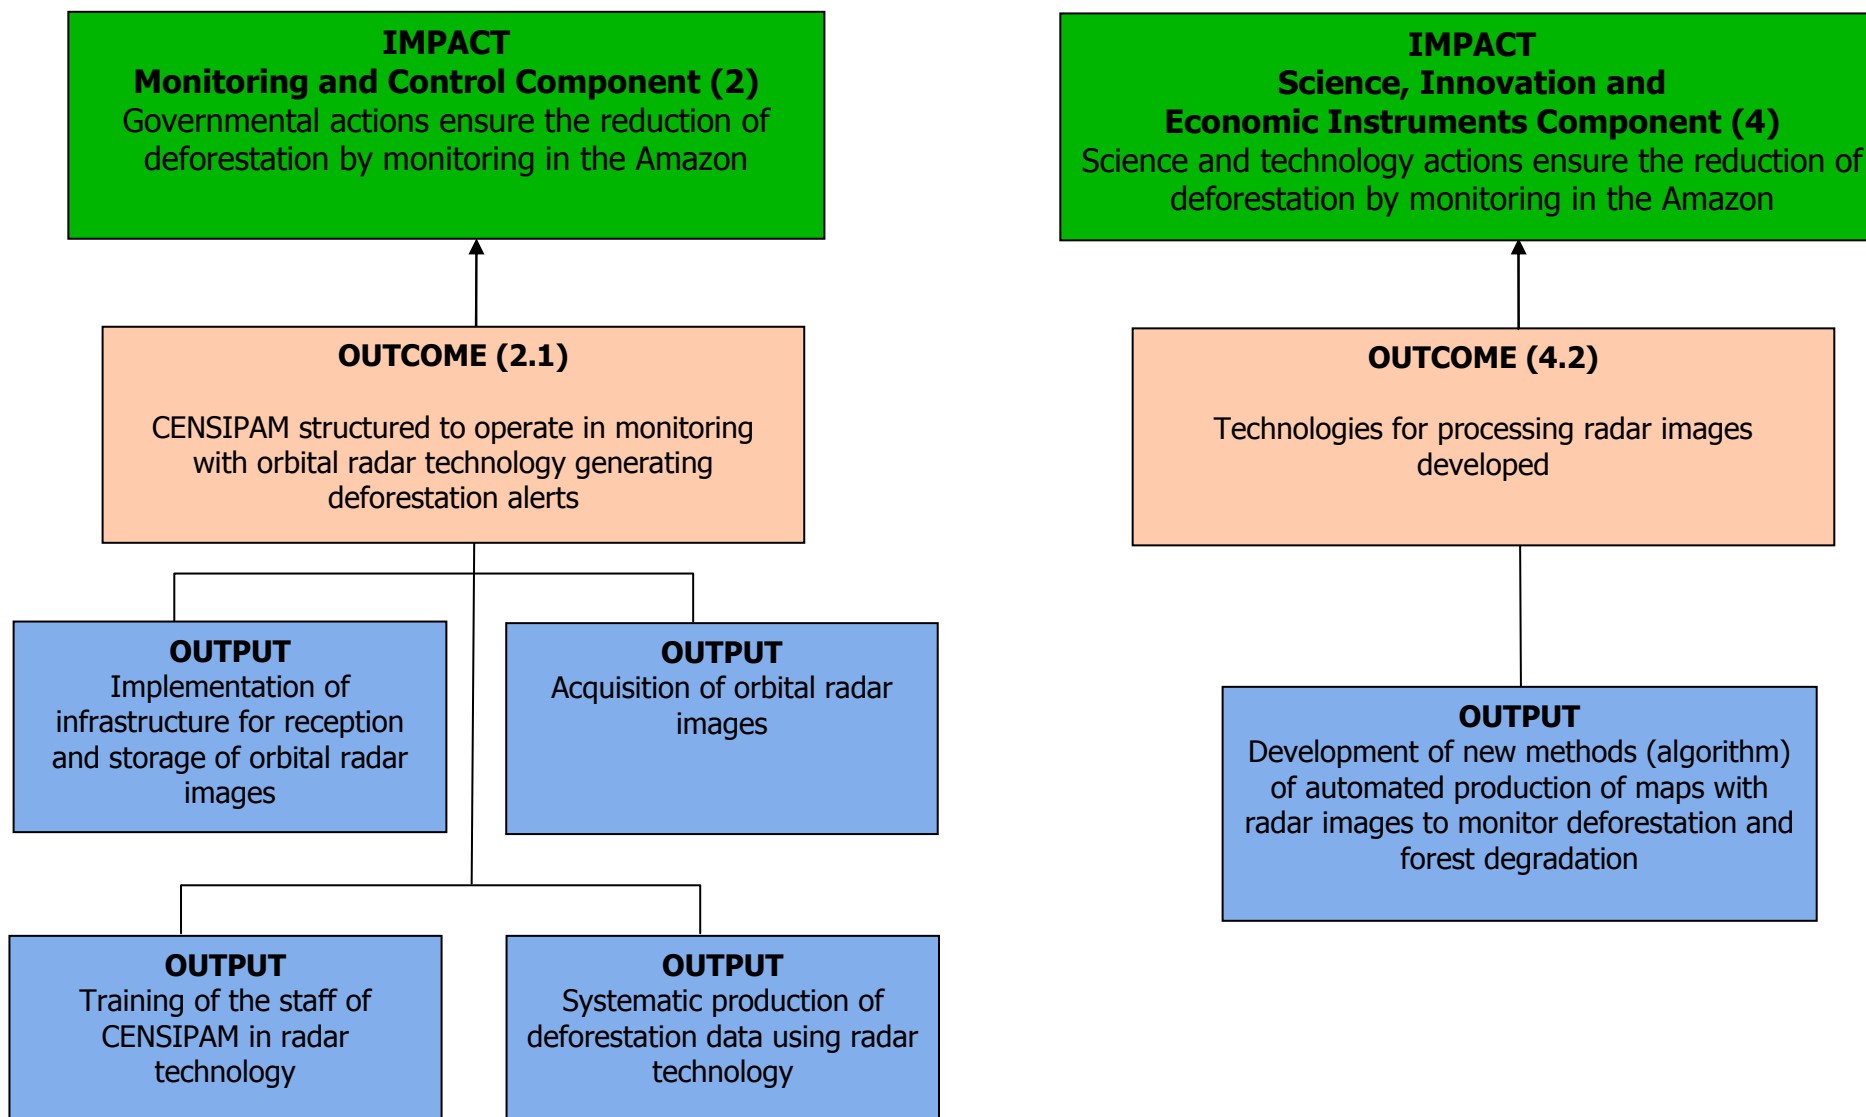 IMPACT
Monitoring and Control Component (2)
Governmental actions ensure the reduction of
deforestation by monitoring in the Amazon
IMPACT
Science, Innovation and
Economic Instruments Component (4)
Science and technology actions ensure the reduction of
deforestation by monitoring in the Amazon
OUTCOME (2.1)
CENSIPAM structured to operate in monitoring
with orbital radar technology generating
deforestation alerts
OUTCOME (4.2)
Technologies for processing radar images
developed
OUTPUT
Implementation of
infrastructure for reception
and storage of orbital radar
images
OUTPUT
Acquisition of orbital radar
images
OUTPUT
Development of new methods (algorithm)
of automated production of maps with
radar images to monitor deforestation and
forest degradation
OUTPUT
Training of the staff of
CENSIPAM in radar
technology
OUTPUT
Systematic production of
deforestation data using radar
technology